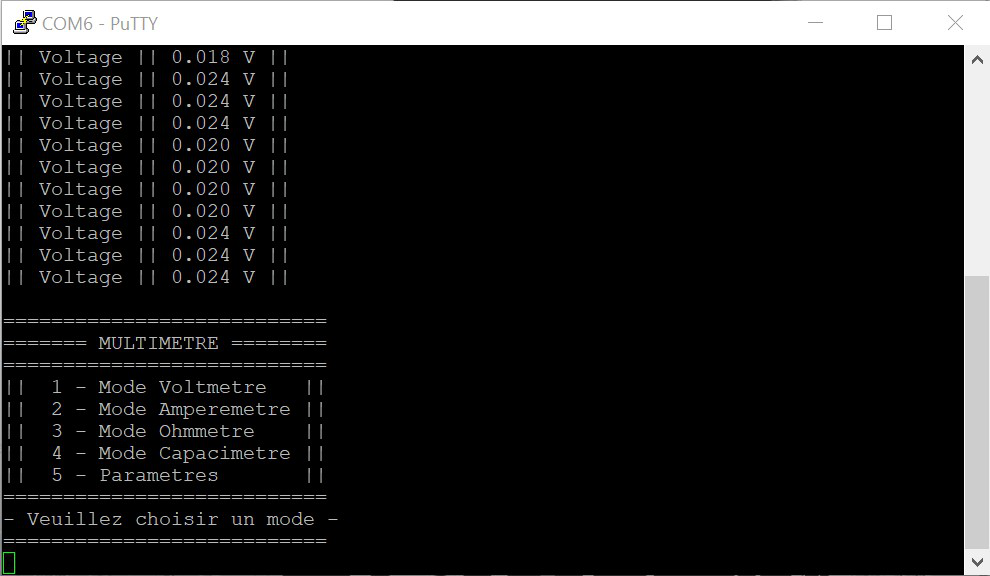 COM6 - PuTTY
|| Voltage || 0.018 V ||
|| Voltage || 0.024 V ||
|| Voltage || 0.024 V ||
|| Voltage || 0.024 V ||
|| Voltage || 0.020 V ||
|| Voltage || 0.020 V ||
|| Voltage || 0.020 V ||
|| Voltage || 0.020 V ||
|| Voltage || 0.024 V ||
|| Voltage || 0.024 V ||
|| Voltage || 0.024 V ||
===========================
======= MULTIMETRE ========
===========================
||  1 - Mode Voltmetre   ||
||  2 - Mode Amperemetre ||
||  3 - Mode Ohmmetre    ||
||  4 - Mode Capacimetre ||
||  5 - Parametres       ||
===========================
- Veuillez choisir un mode -
===========================